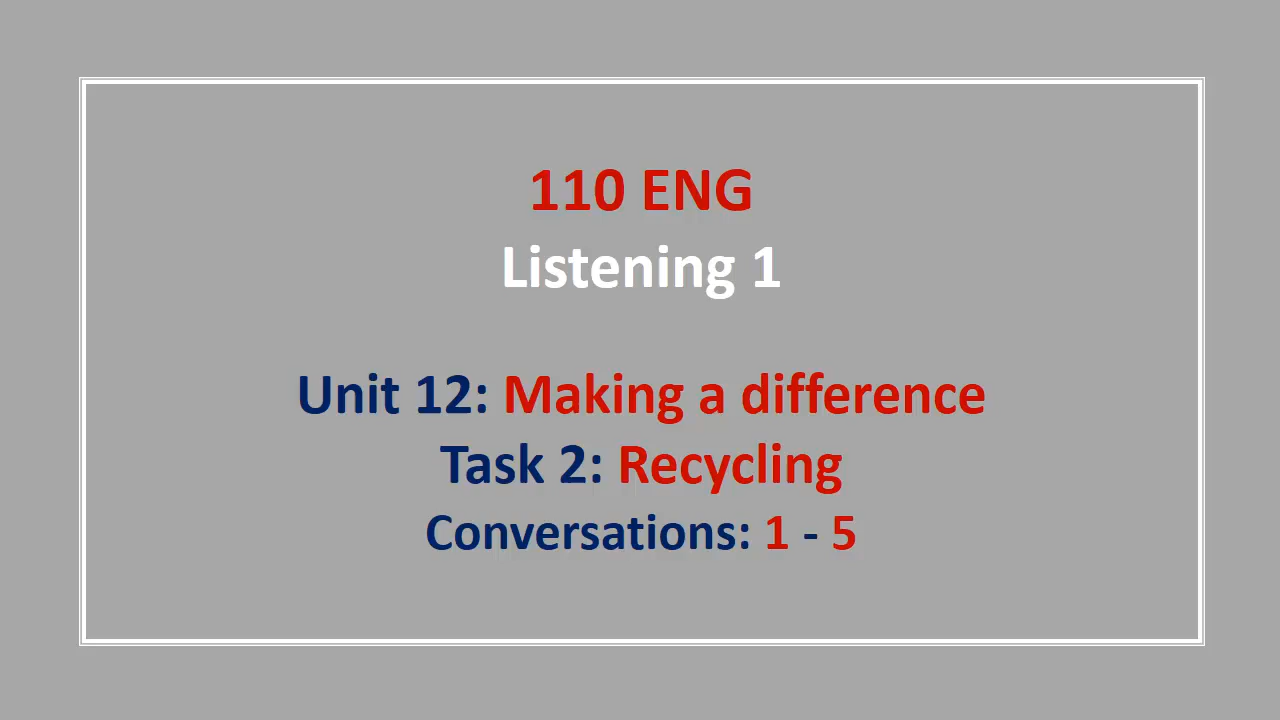 110 ENG
Listening 1
Unit 12: Making a difference
Task 2: Recycling
Conversations: 1 - 5